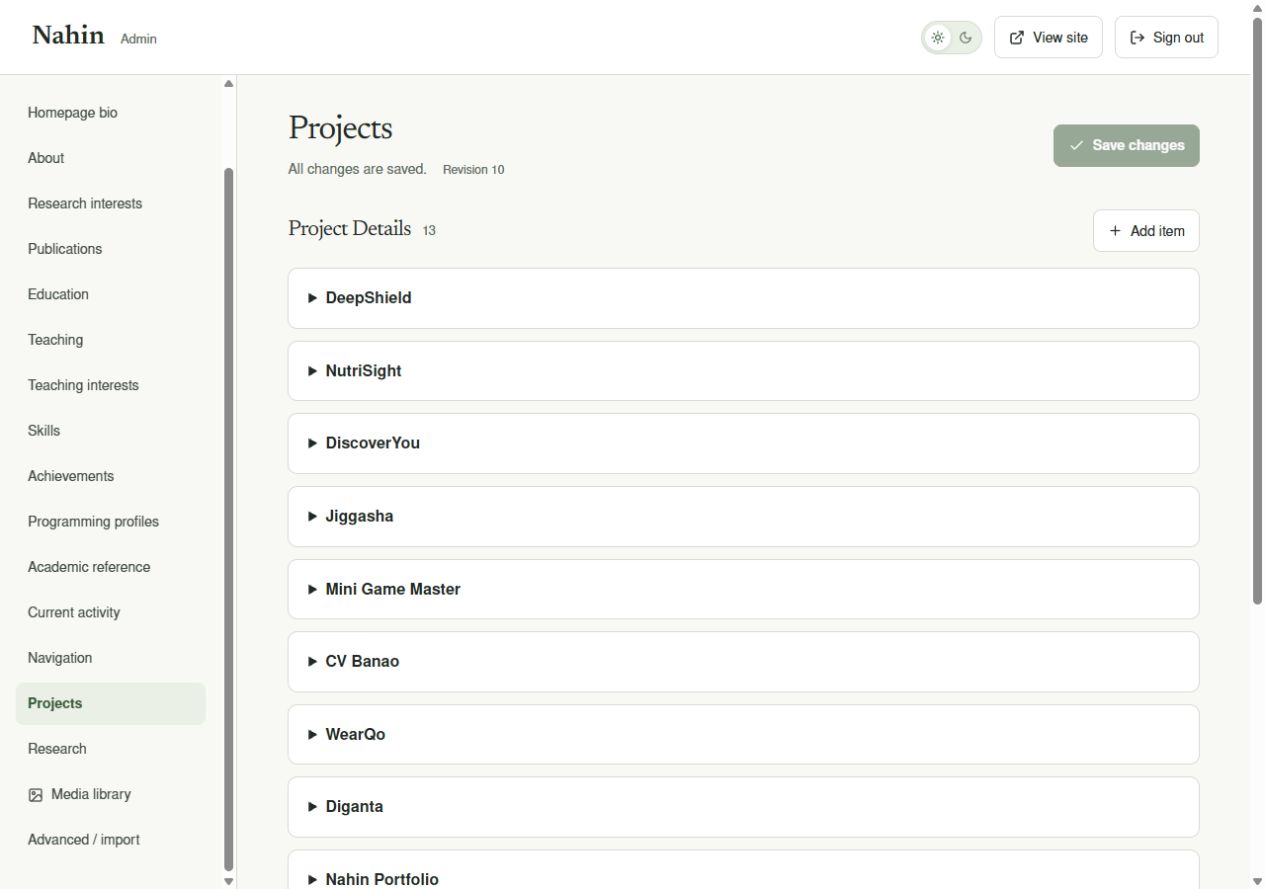 Nahin Admin
View site
Sign out
Homepage bio
About
Research interests
Publications
Education
Teaching
Teaching interests
Skills
Achievements
Programming profiles
Academic reference
Current activity
Navigation
Projects
Research
Media library
Advanced / import
Projects
Save changes
All changes are saved. Revision 10
Project Details 13
Add item
DeepShield
NutriSight
DiscoverYou
Jiggasha
Mini Game Master
CV Banao
WearQo
Diganta
Nahin Portfolio